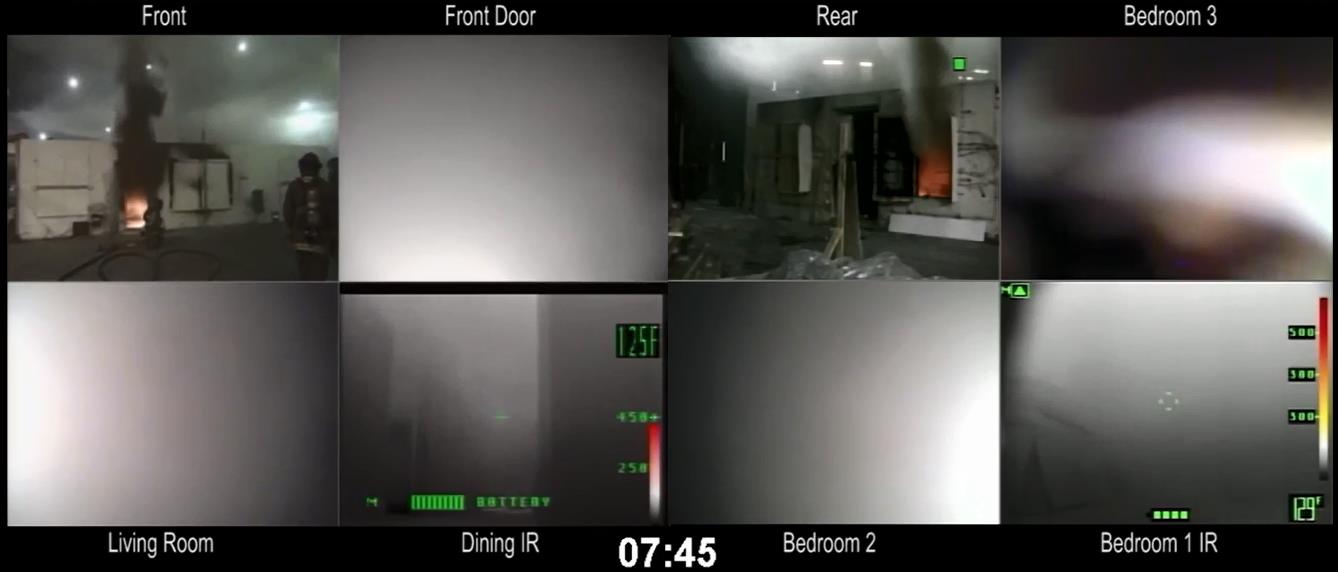 Front
Front Door
Rear
Bedroom 3
125F
450
250
M
BATTERY
M
500
300
300
129F
Living Room
Dining IR
07:45
Bedroom 2
Bedroom 1 IR